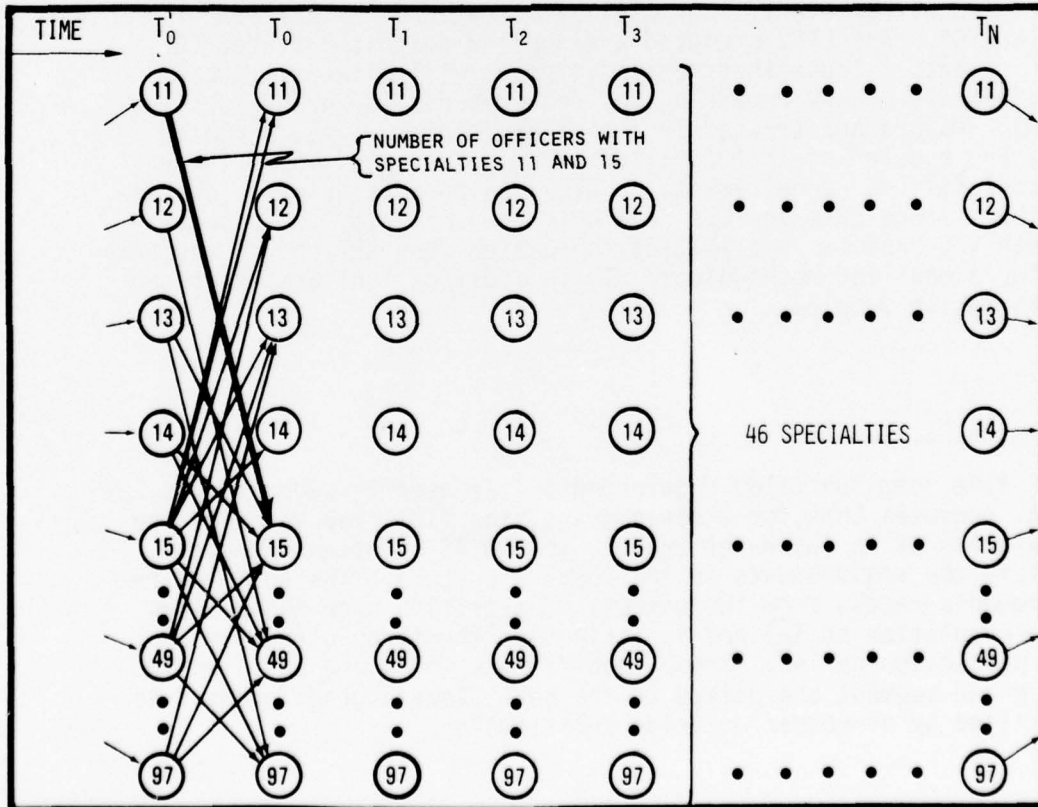 TIME T0 T0 T1 T2 T3 TN
11 11 11 11 11 11
NUMBER OF OFFICERS WITH
SPECIALTIES 11 AND 15
12 12 12 12 12 12
13 13 13 13 13 13
14 14 14 14 14 46 SPECIALTIES 14
15 15 15 15 15 15
49 49 49 49 49 49
97 97 97 97 97 97